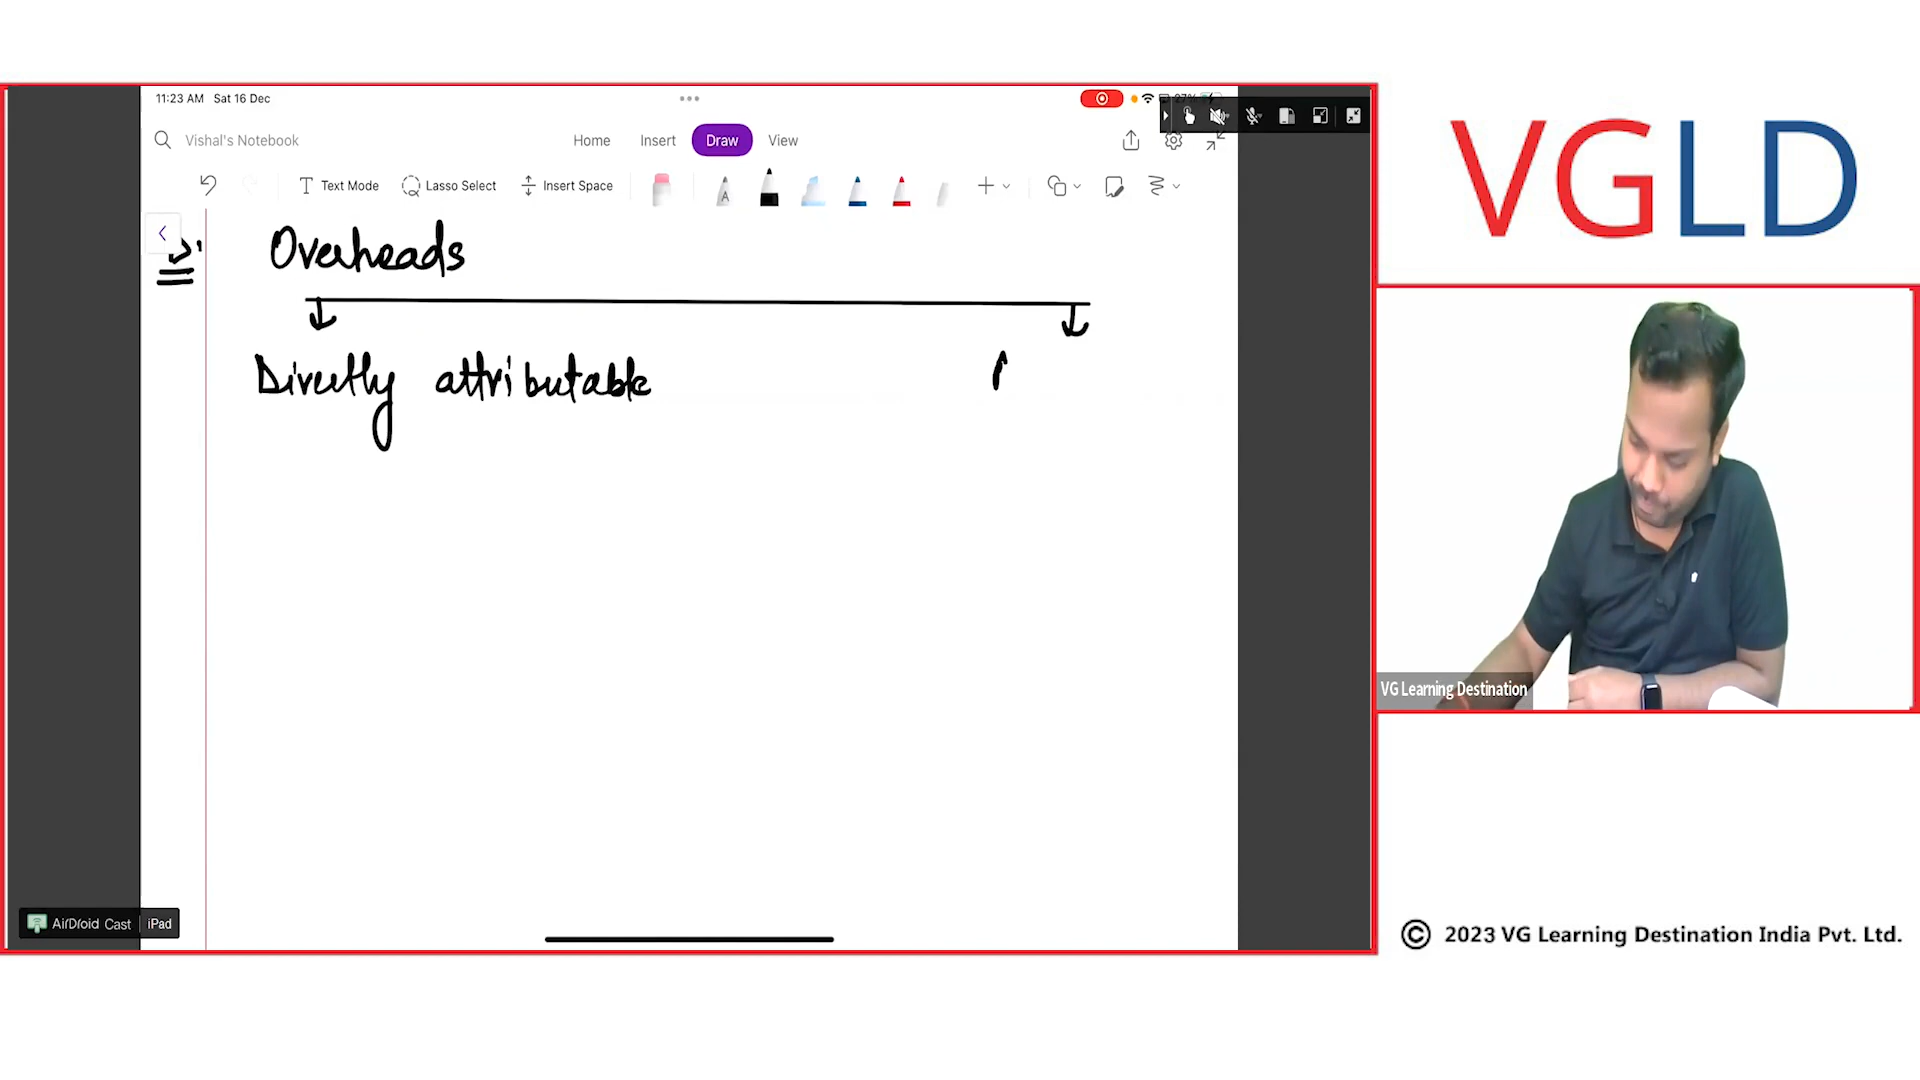 11:23 AM Sat 16 Dec
27%
Vishal's Notebook
Home Insert Draw View
Text Mode Lasso Select Insert Space
A
Overheads
Directly attributable
VGLD
VG Learning Destination
AirDroid Cast iPad
© 2023 VG Learning Destination India Pvt. Ltd.